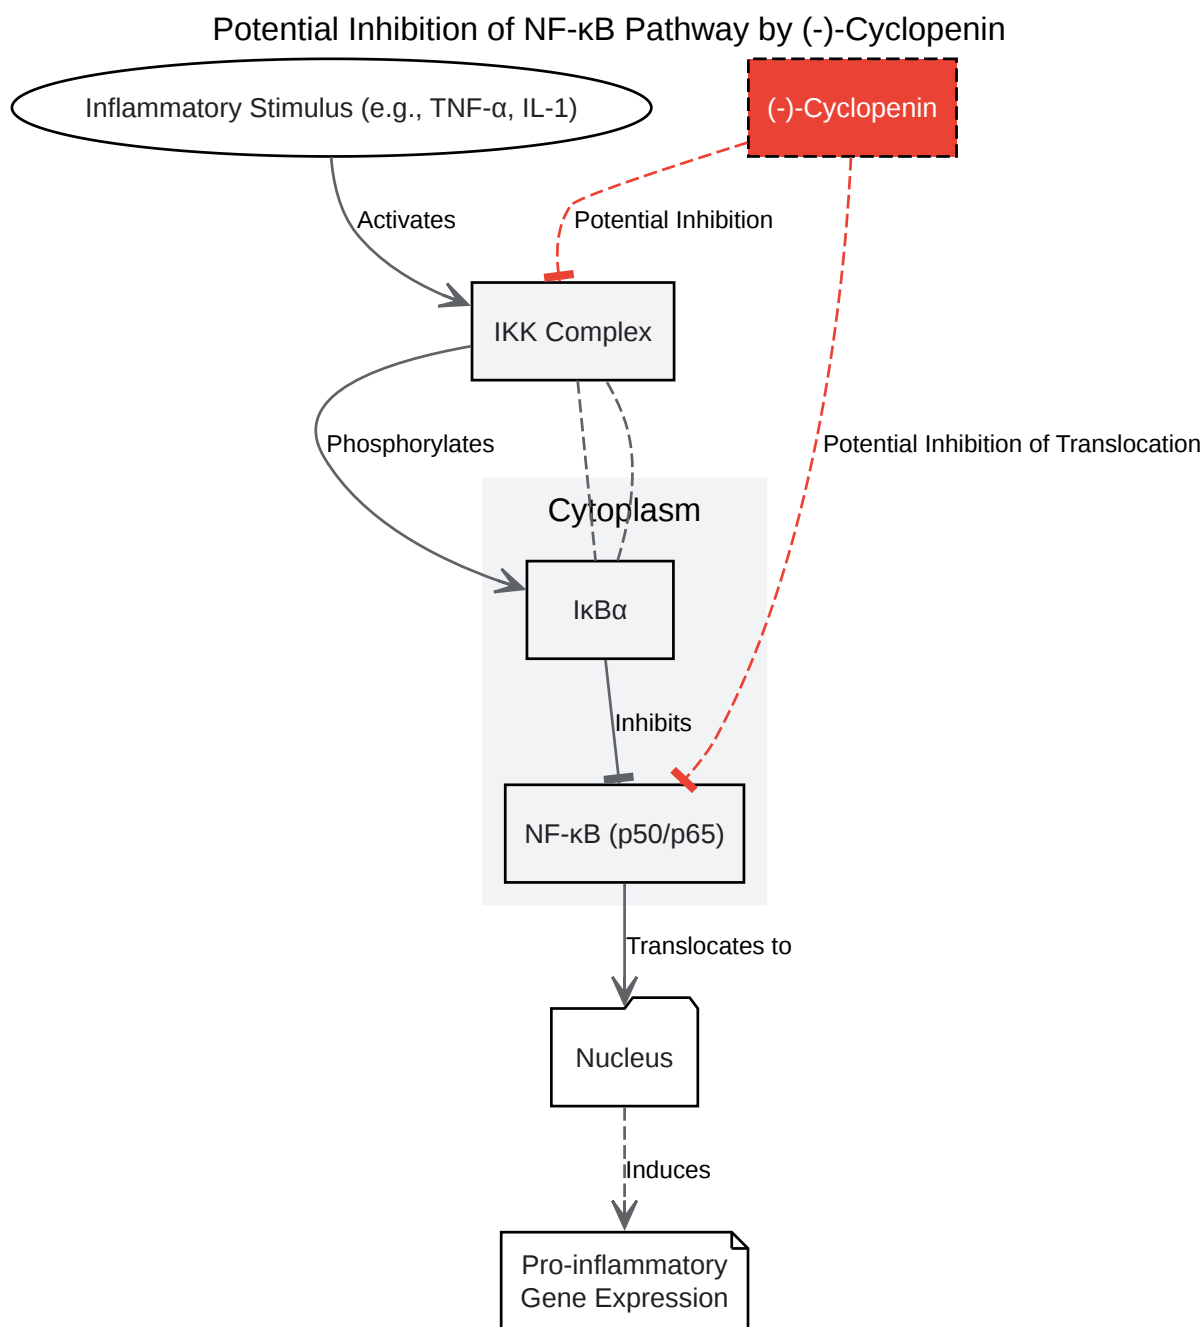 Potential Inhibition of NF-κB Pathway by (-)-Cyclopenin
Inflammatory Stimulus (e.g., TNF-α, IL-1)
(-)-Cyclopenin
Activates
Potential Inhibition
IKK Complex
Phosphorylates
Potential Inhibition of Translocation
Cytoplasm
IκBα
Inhibits
NF-κB (p50/p65)
Translocates to
Nucleus
Induces
Pro-inflammatory
Gene Expression